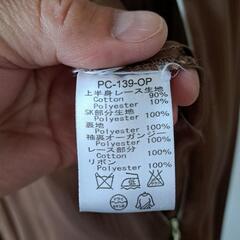 PC-139-OP
上半身レース生地
Cotton 90%
Polyester 10%
SK部分生地
Polyester 100%
裏地
Polyester 100%
袖裏オーガンジー
Polyester 100%
レース部分
Cotton 100%
リボン
Polyester 100%